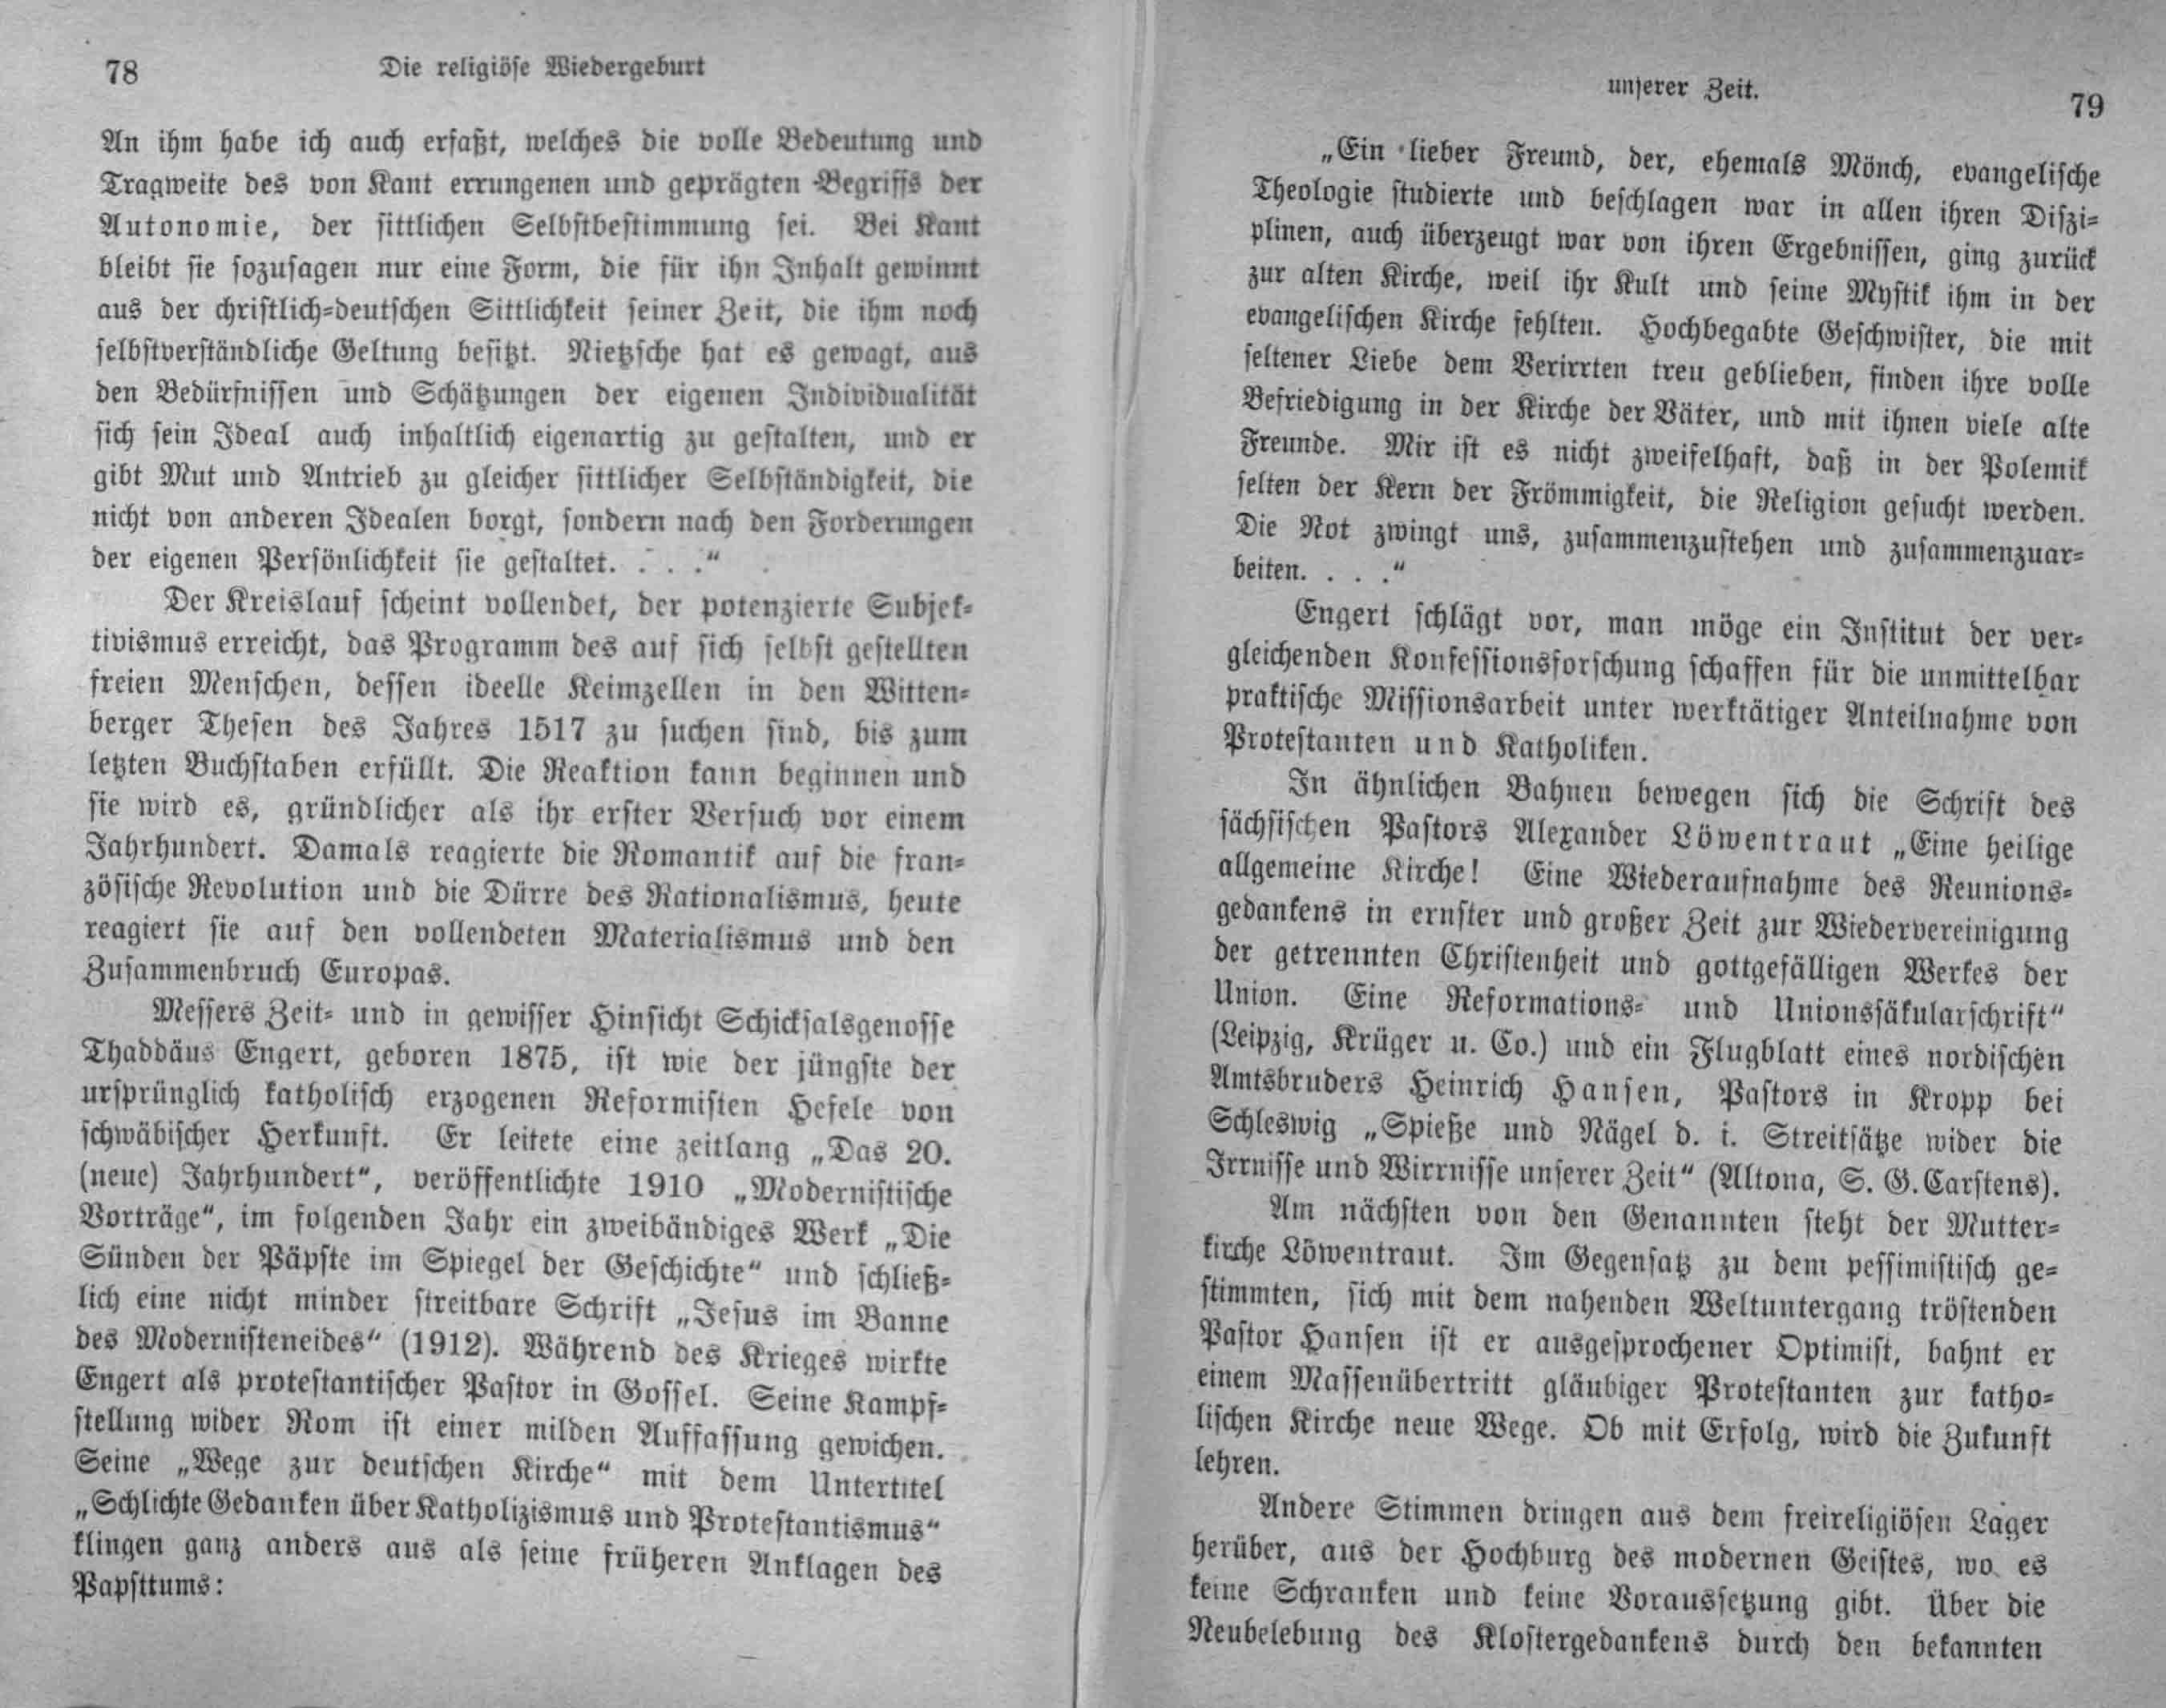 78
Die religiöse Wiedergeburt
An ihm habe ich auch erfaßt, welches die volle Bedeutung und
Tragweite des von Kant errungenen und geprägten Begriffs der
Autonomie, der sittlichen Selbstbestimmung sei. Bei Kant
bleibt sie sozusagen nur eine Form, die für ihn Inhalt gewinnt
aus der christlich-deutschen Sittlichkeit seiner Zeit, die ihm noch
selbstverständliche Geltung besitzt. Nietzsche hat es gewagt, aus
den Bedürfnissen und Schätzungen der eigenen Individualität
sich sein Ideal auch inhaltlich eigenartig zu gestalten, und er
gibt Mut und Antrieb zu gleicher sittlicher Selbständigkeit, die
nicht von anderen Idealen borgt, sondern nach den Forderungen
der eigenen Persönlichkeit sie gestaltet. . . .“
Der Kreislauf scheint vollendet, der potenzierte Subjek-
tivismus erreicht, das Programm des auf sich selbst gestellten
freien Menschen, dessen ideelle Keimzellen in den Witten-
berger Thesen des Jahres 1517 zu suchen sind, bis zum
letzten Buchstaben erfüllt. Die Reaktion kann beginnen und
sie wird es, gründlicher als ihr erster Versuch vor einem
Jahrhundert. Damals reagierte die Romantik auf die fran-
zösische Revolution und die Dürre des Rationalismus, heute
reagiert sie auf den vollendeten Materialismus und den
Zusammenbruch Europas.
Messers Zeit- und in gewisser Hinsicht Schicksalsgenosse
Thaddäus Engert, geboren 1875, ist wie der jüngste der
ursprünglich katholisch erzogenen Reformisten Hefele von
schwäbischer Herkunft. Er leitete eine zeitlang „Das 20.
(neue) Jahrhundert“, veröffentlichte 1910 „Modernistische
Vorträge“, im folgenden Jahr ein zweibändiges Werk „Die
Sünden der Päpste im Spiegel der Geschichte“ und schließ-
lich eine nicht minder streitbare Schrift „Jesus im Banne
des Modernisteneides“ (1912). Während des Krieges wirkte
Engert als protestantischer Pastor in Gossel. Seine Kampf-
stellung wider Rom ist einer milden Auffassung gewichen.
Seine „Wege zur deutschen Kirche“ mit dem Untertitel
„Schlichte Gedanken über Katholizismus und Protestantismus“
klingen ganz anders aus als seine früheren Anklagen des
Papsttums:
unserer Zeit.
79
„Ein lieber Freund, der, ehemals Mönch, evangelische
Theologie studierte und beschlagen war in allen ihren Diszi-
plinen, auch überzeugt war von ihren Ergebnissen, ging zurück
zur alten Kirche, weil ihr Kult und seine Mystik ihm in der
evangelischen Kirche fehlten. Hochbegabte Geschwister, die mit
seltener Liebe dem Verirrten treu geblieben, finden ihre volle
Befriedigung in der Kirche der Väter, und mit ihnen viele alte
Freunde. Mir ist es nicht zweifelhaft, daß in der Polemik
selten der Kern der Frömmigkeit, die Religion gesucht werden.
Die Not zwingt uns, zusammenzustehen und zusammenzuar-
beiten. . . .“
Engert schlägt vor, man möge ein Institut der ver-
gleichenden Konfessionsforschung schaffen für die unmittelbar
praktische Missionsarbeit unter werktätiger Anteilnahme von
Protestanten und Katholiken.
In ähnlichen Bahnen bewegen sich die Schrift des
sächsischen Pastors Alexander Löwentraut „Eine heilige
allgemeine Kirche! Eine Wiederaufnahme des Reunions-
gedankens in ernster und großer Zeit zur Wiedervereinigung
der getrennten Christenheit und gottgefälligen Werkes der
Union. Eine Reformations- und Unionssäkularschrift“
(Leipzig, Krüger u. Co.) und ein Flugblatt eines nordischen
Amtsbruders Heinrich Hansen, Pastors in Kropp bei
Schleswig „Spieße und Nägel d. i. Streitsätze wider die
Irrnisse und Wirrnisse unserer Zeit“ (Altona, S. G. Carstens).
Am nächsten von den Genannten steht der Mutter-
kirche Löwentraut. Im Gegensatz zu dem pessimistisch ge-
stimmten, sich mit dem nahenden Weltuntergang tröstenden
Pastor Hansen ist er ausgesprochener Optimist, bahnt er
einem Massenübertritt gläubiger Protestanten zur katho-
lischen Kirche neue Wege. Ob mit Erfolg, wird die Zukunft
lehren.
Andere Stimmen dringen aus dem freireligiösen Lager
herüber, aus der Hochburg des modernen Geistes, wo es
keine Schranken und keine Voraussetzung gibt. Über die
Neubelebung des Klostergedankens durch den bekannten